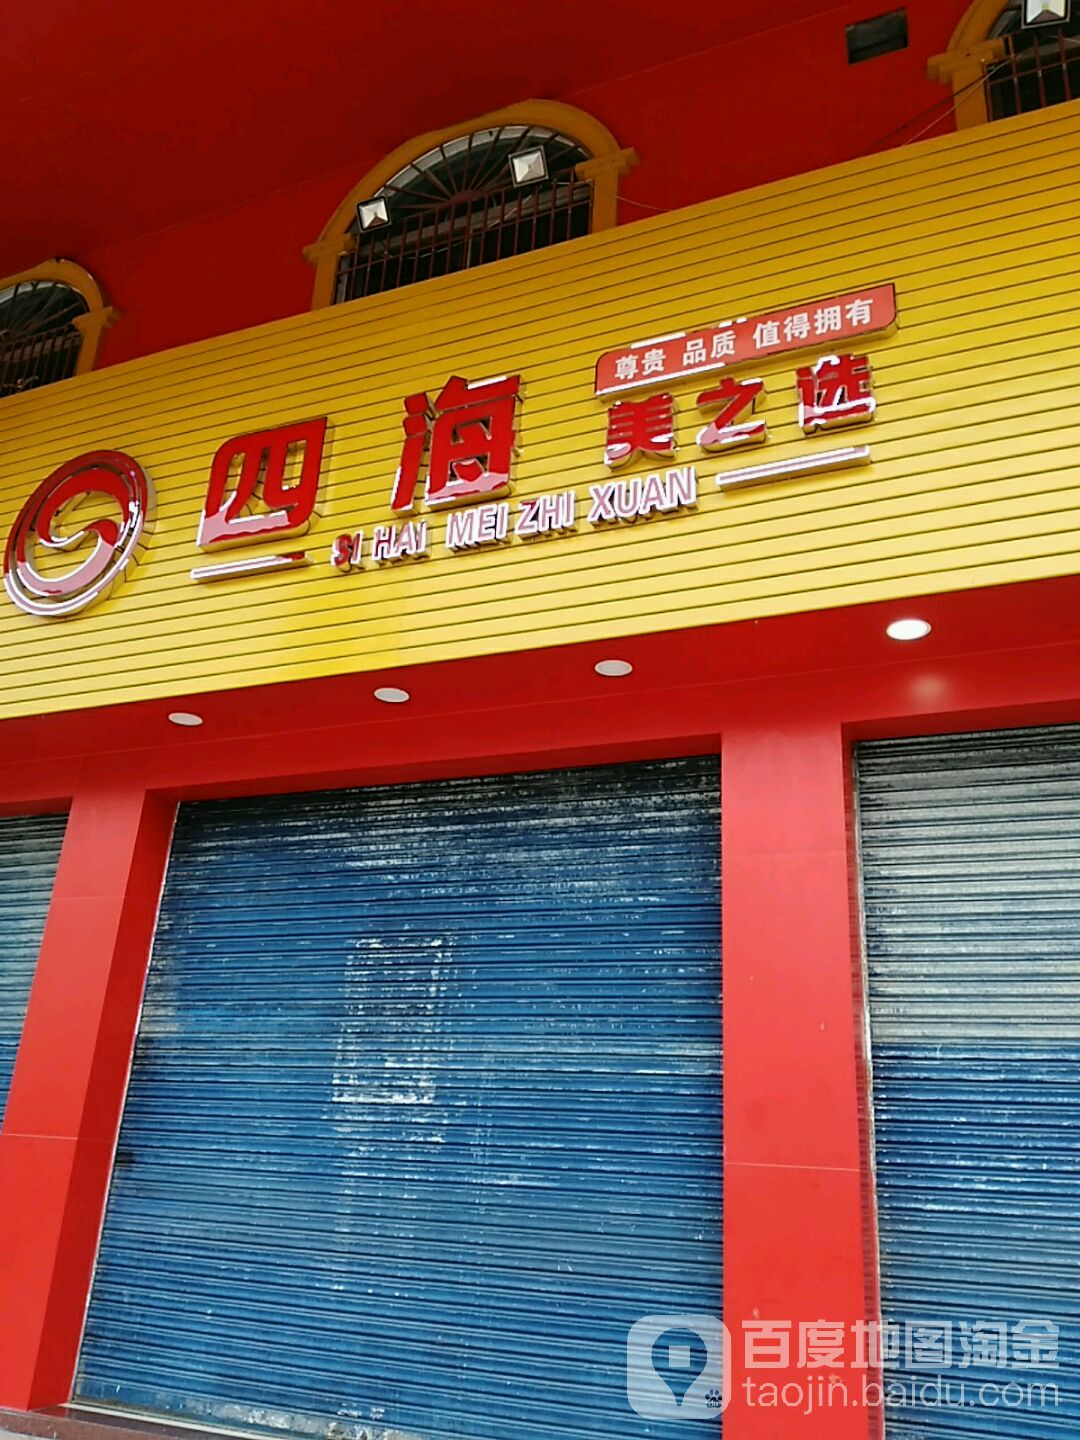 尊贵 品质 值得拥有
四海 美之选
SI HAI MEI ZHI XUAN
百度地图淘金
taojin.baidu.com